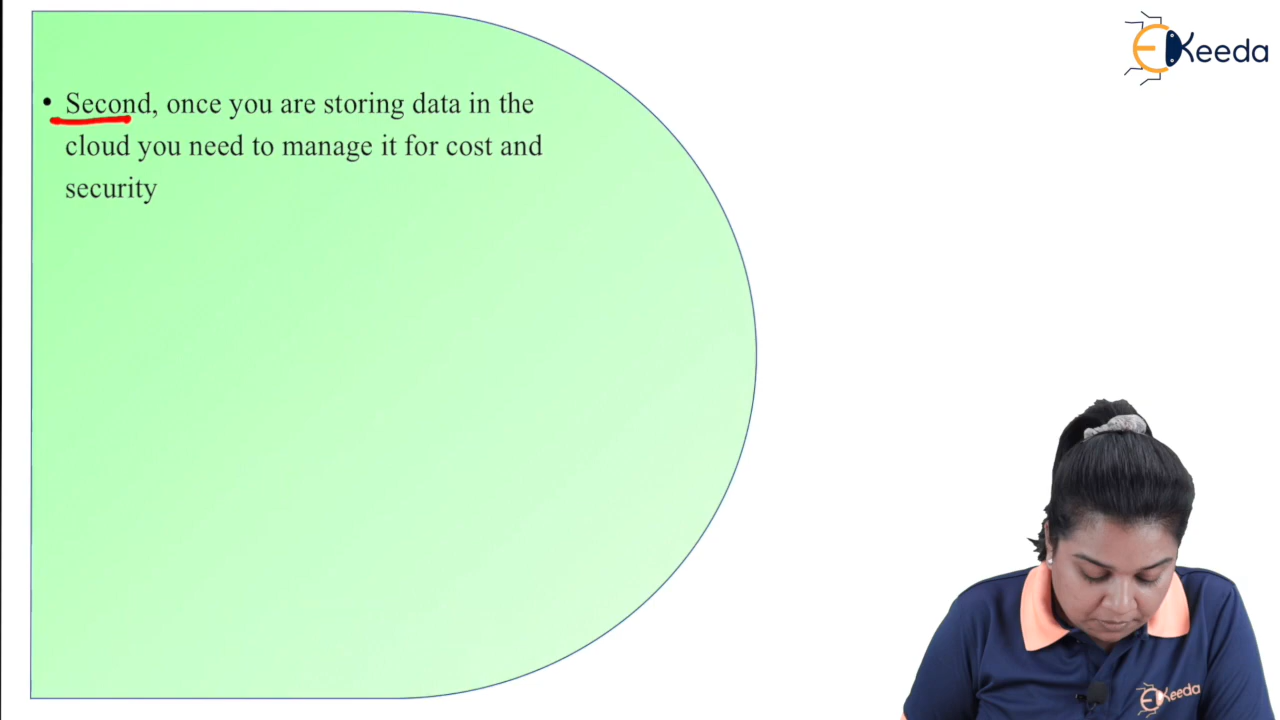 EKeeda
• Second, once you are storing data in the
cloud you need to manage it for cost and
security
EKeeda